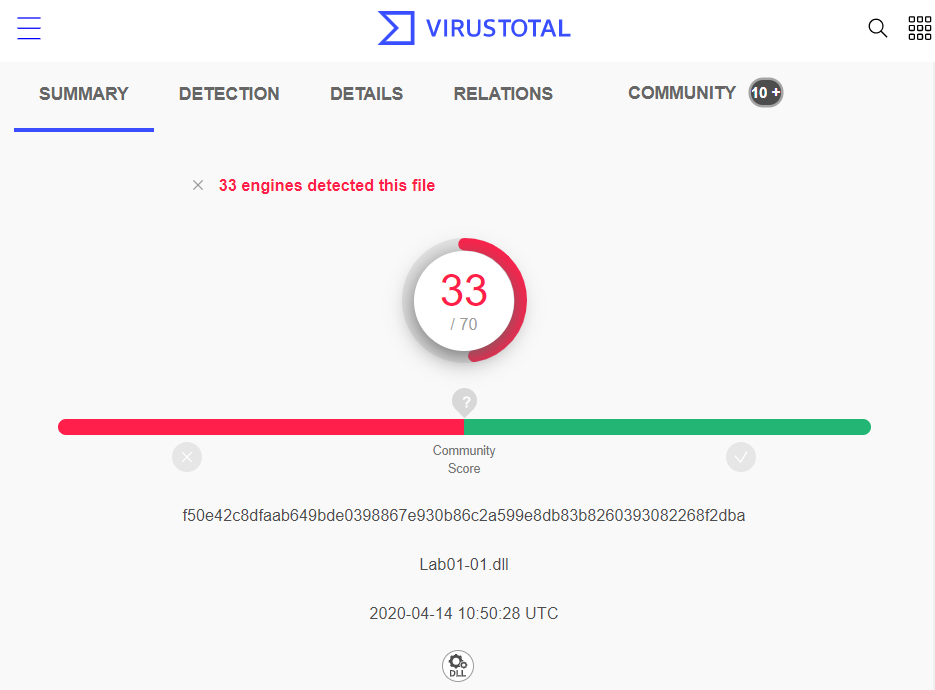 VIRUSTOTAL
SUMMARY DETECTION DETAILS RELATIONS COMMUNITY 10 +
33 engines detected this file
33
/ 70
?
Community
Score
f50e42c8dfaab649bde0398867e930b86c2a599e8db83b8260393082268f2dba
Lab01-01.dll
2020-04-14 10:50:28 UTC
DLL